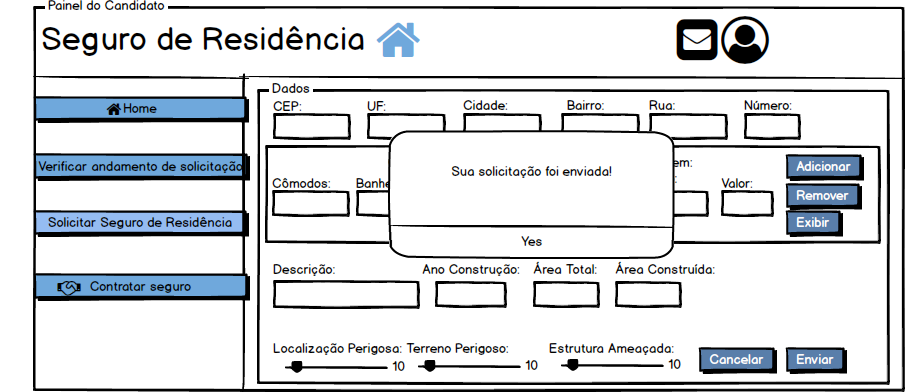 Painel do Candidato
Seguro de Residência
Home
Verificar andamento de solicitação
Solicitar Seguro de Residência
Contratar seguro
Dados
CEP: UF: Cidade: Bairro: Rua: Número:
Sua solicitação foi enviada!
Yes
Cômodos: Valor:
Adicionar
Remover
Exibir
Descrição: Ano Construção: Área Total: Área Construída:
Localização Perigosa: Terreno Perigoso: Estrutura Ameaçada:
10 10 10
Cancelar Enviar